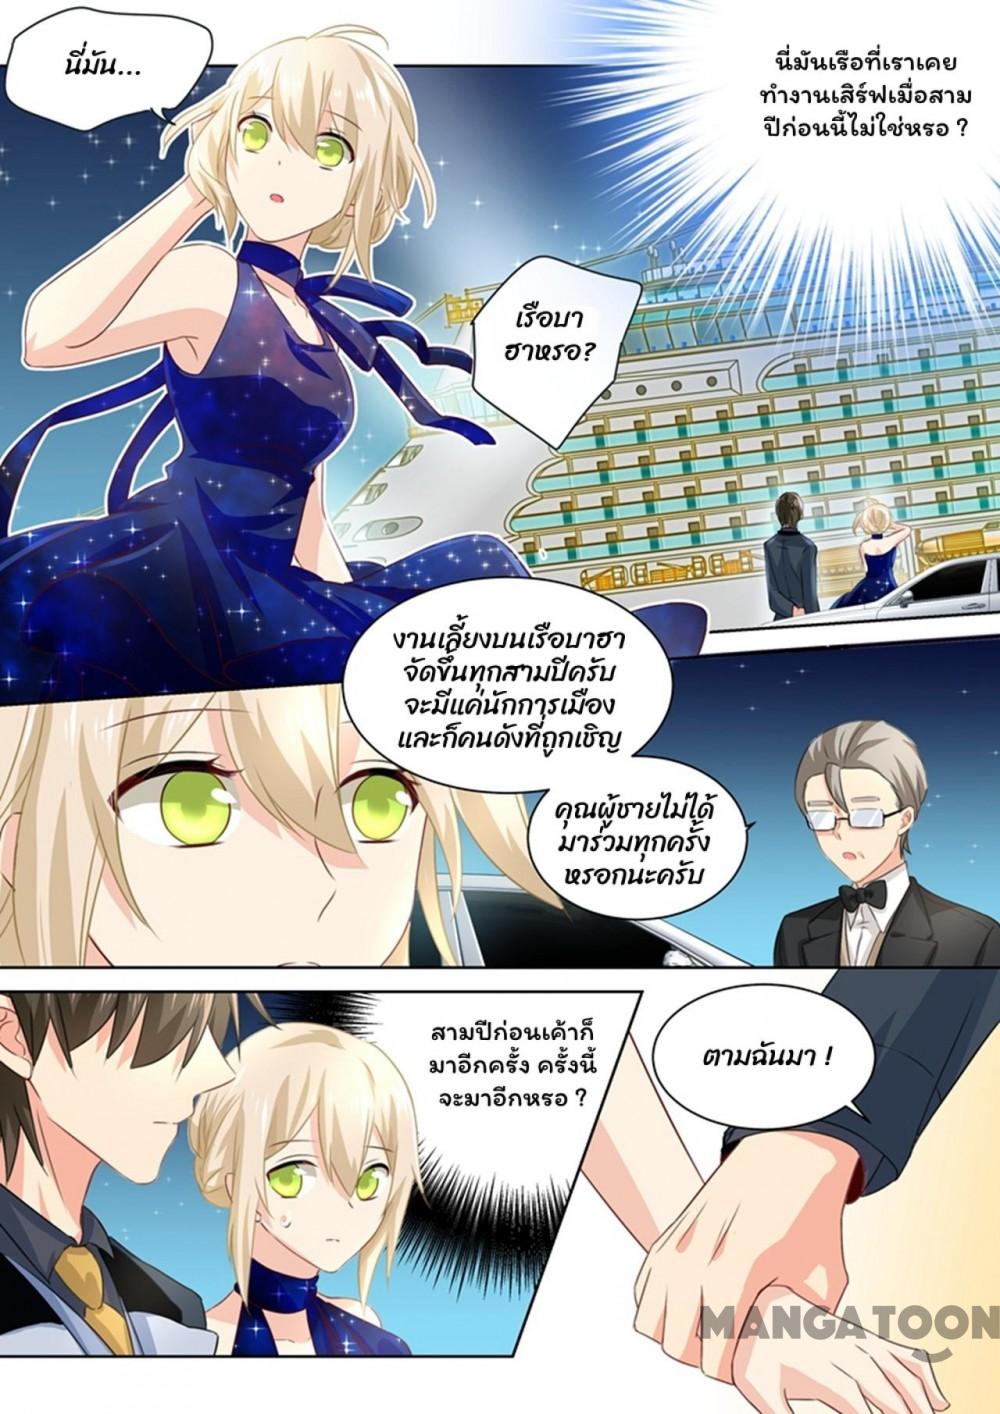 นี่มัน...
นี่มันเรือที่เราเคย
ทำงานเสิร์ฟเมื่อสาม
ปีก่อนนี้ไม่ใช่หรอ ?
เรือบา
ฮาหรอ?
งานเลี้ยงบนเรือบาฮา
จัดขึ้นทุกสามปีครับ
จะมีแค่นักการเมือง
และก็คนดังที่ถูกเชิญ
คุณผู้ชายไม่ได้
มาร่วมทุกครั้ง
หรอกนะครับ
สามปีก่อนเค้าก็
มาอีกครั้ง ครั้งนี้
จะมาอีกหรอ ?
ตามฉันมา !
MANGATOON